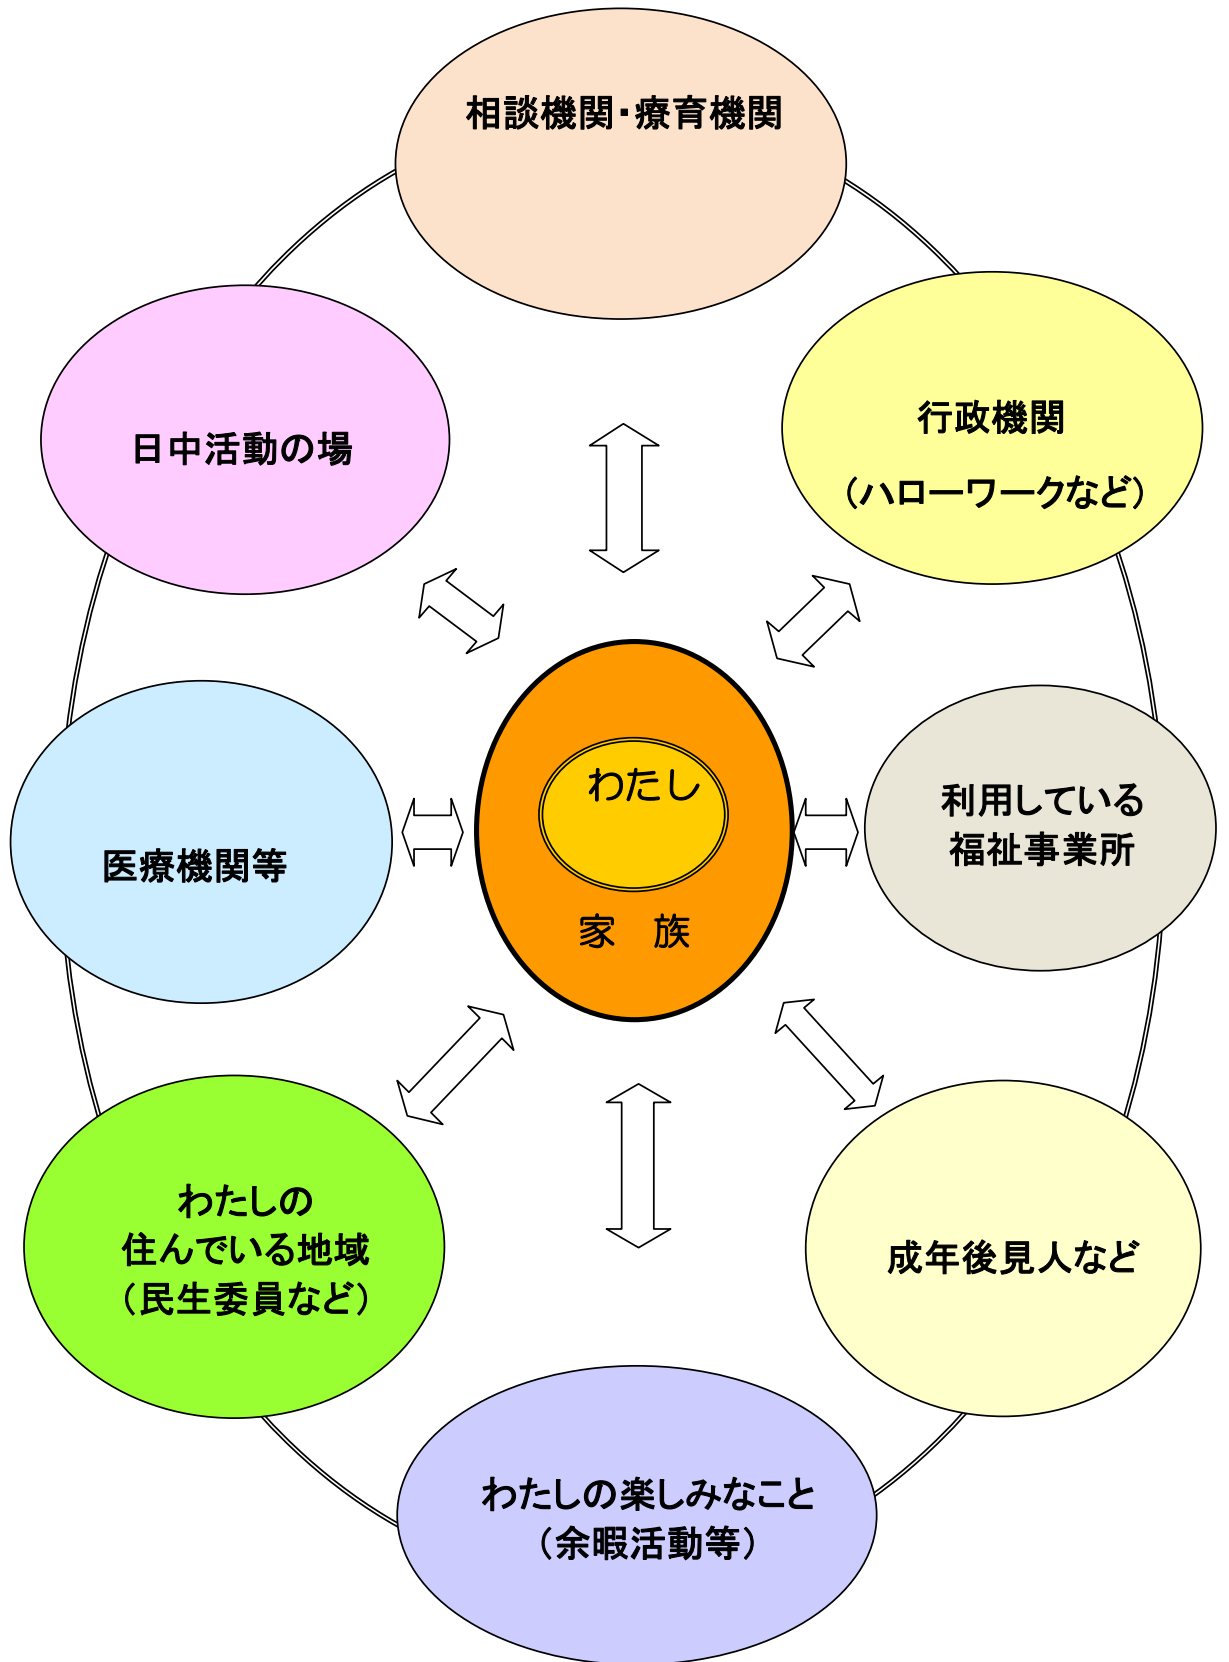 相談機関・療育機関
行政機関
（ハローワークなど）
日中活動の場
わたし
家　族
利用している
福祉事業所
医療機関等
わたしの
住んでいる地域
（民生委員など）
成年後見人など
わたしの楽しみなこと
（余暇活動等）